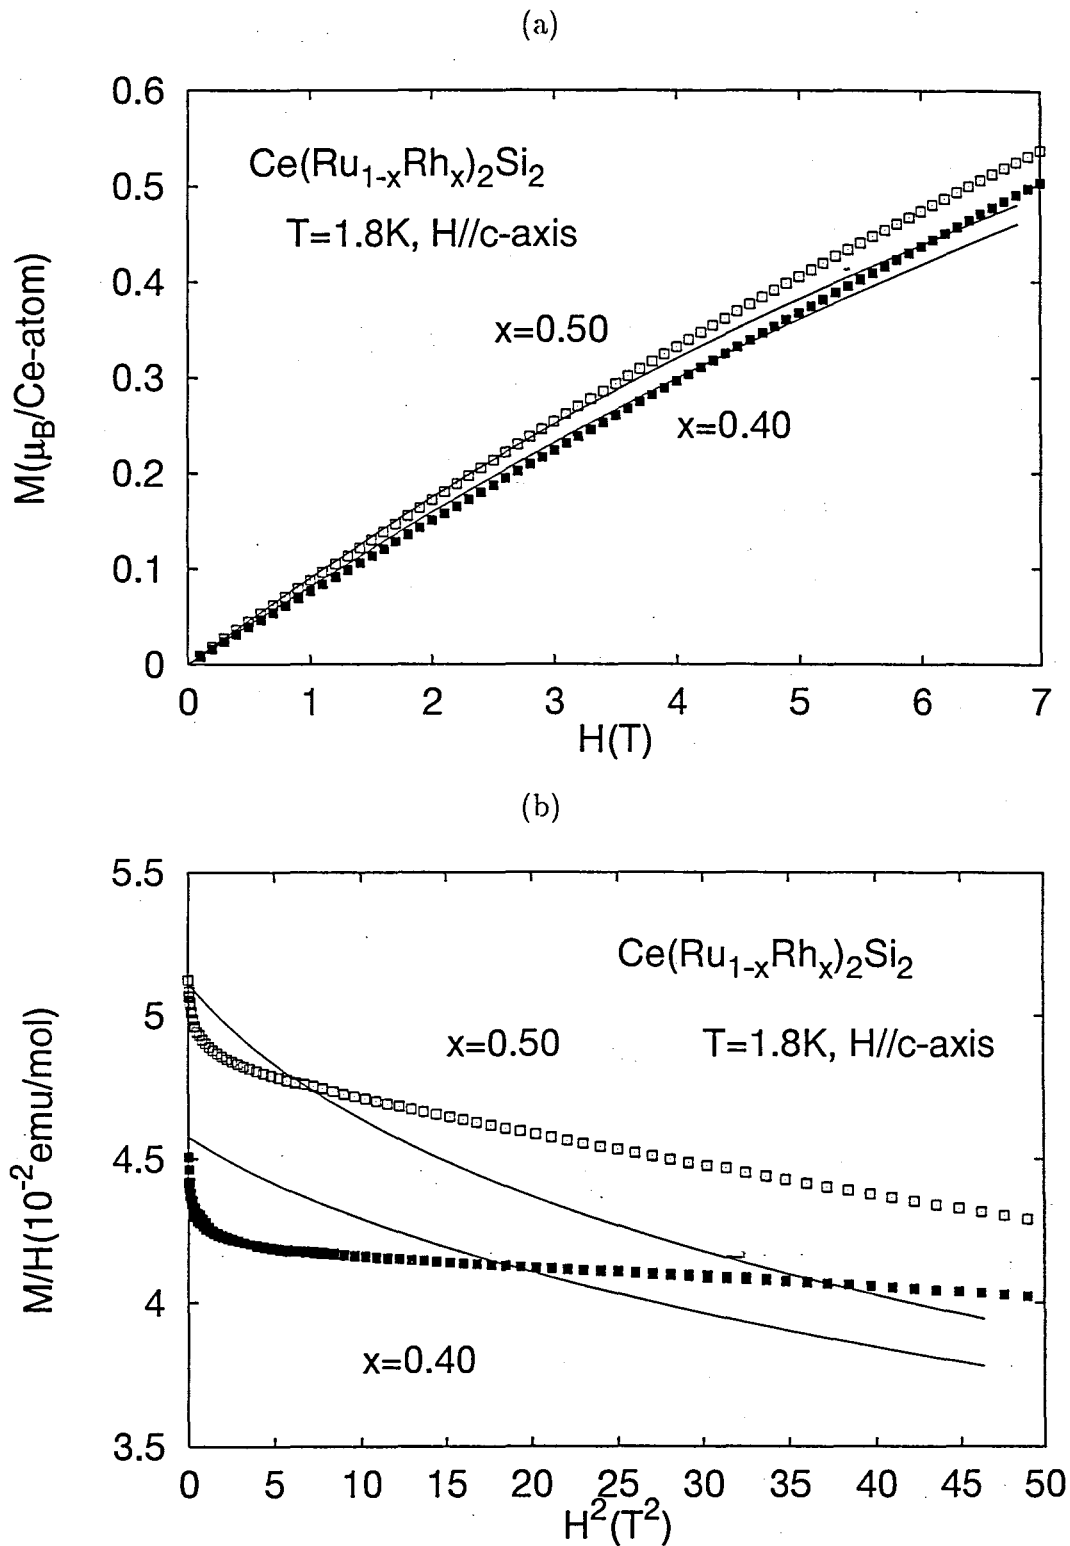 (a)
0.6
0.5
0.4
0.3
0.2
0.1
0
M(μB/Ce-atom)
Ce(Ru1-xRhx)2Si2
T=1.8K, H//c-axis
x=0.50
x=0.40
0 1 2 3 4 5 6 7
H(T)
(b)
5.5
5
4.5
4
3.5
M/H(10-2emu/mol)
Ce(Ru1-xRhx)2Si2
x=0.50 T=1.8K, H//c-axis
x=0.40
0 5 10 15 20 25 30 35 40 45 50
H2(T2)